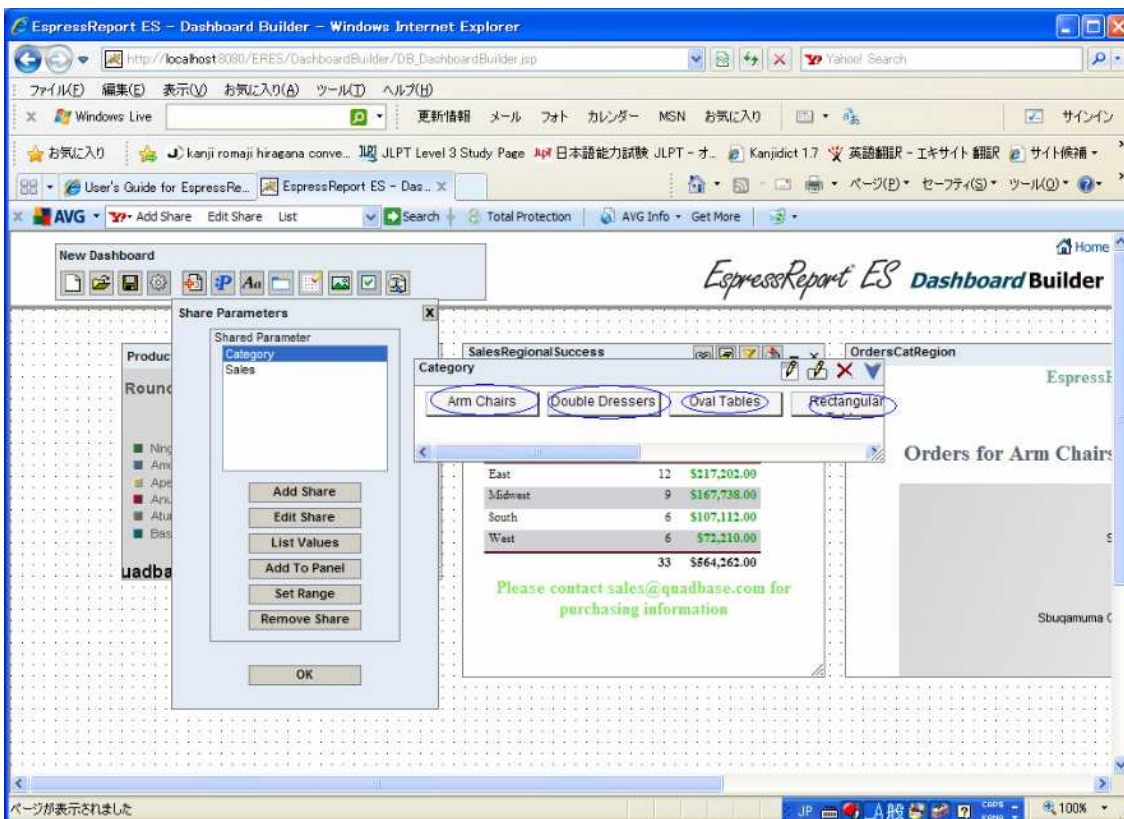 EspressReport ES - Dashboard Builder - Windows Internet Explorer
http://localhost:8080/ERES/DashboardBuilder/DB_DashboardBuilder.jsp
Yahoo! Search
ファイル(F) 編集(E) 表示(V) お気に入り(A) ツール(T) ヘルプ(H)
x Windows Live 更新情報 メール フォト カレンダー MSN お気に入り サインイン
お気に入り kanji romaji hiragana conve... JLPT Level 3 Study Page 日本語能力試験 JLPT - オ... Kanjidict 1.7 英語翻訳 - エキサイト 翻訳 サイト候補
User's Guide for EspressRe... EspressReport ES - Das... X ページ(P) セーフティ(S) ツール(O)
x AVG Add Share Edit Share List Search Total Protection AVG Info Get More
Home
New Dashboard
EspressReport ES Dashboard Builder
Share Parameters X
Shared Parameter
Category
Sales
Add Share
Edit Share
List Values
Add To Panel
Set Range
Remove Share
OK
Produc
Round
Ning
Ame
Ape
Anu
Atu
Bas
uadba
SalesRegionalSuccess
Category
Arm Chairs Double Dressers Oval Tables Rectangular
East 12 $217,202.00
Midwest 9 $167,738.00
South 6 $107,112.00
West 6 $72,210.00
33 $564,262.00
Please contact sales@quadbase.com for
purchasing information
OrdersCatRegion
Orders for Arm Chairs
Sbuqamuma C
ページが表示されました
JP A 般 CAPS KANA 100%